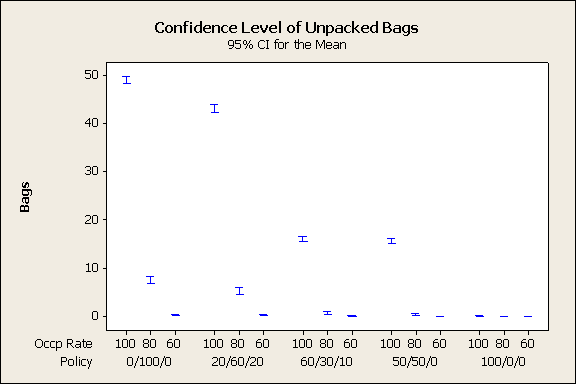 Confidence Level of Unpacked Bags
95% CI for the Mean
50
40
30
20
10
0
Bags
Occp Rate 100 80 60 100 80 60 100 80 60 100 80 60 100 80 60
Policy 0/100/0 20/60/20 60/30/10 50/50/0 100/0/0